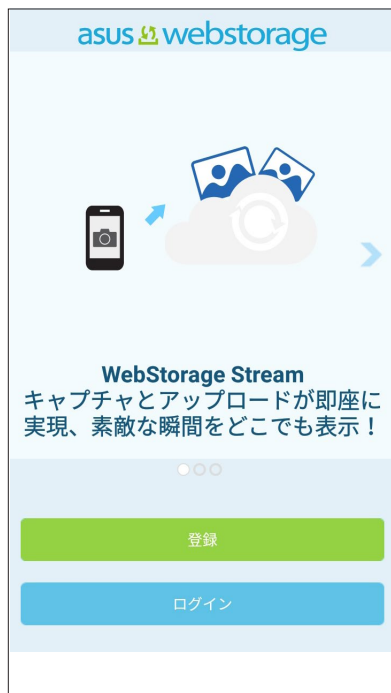 asus webstorage
WebStorage Stream
キャプチャとアップロードが即座に
実現、素敵な瞬間をどこでも表示！
登録
ログイン